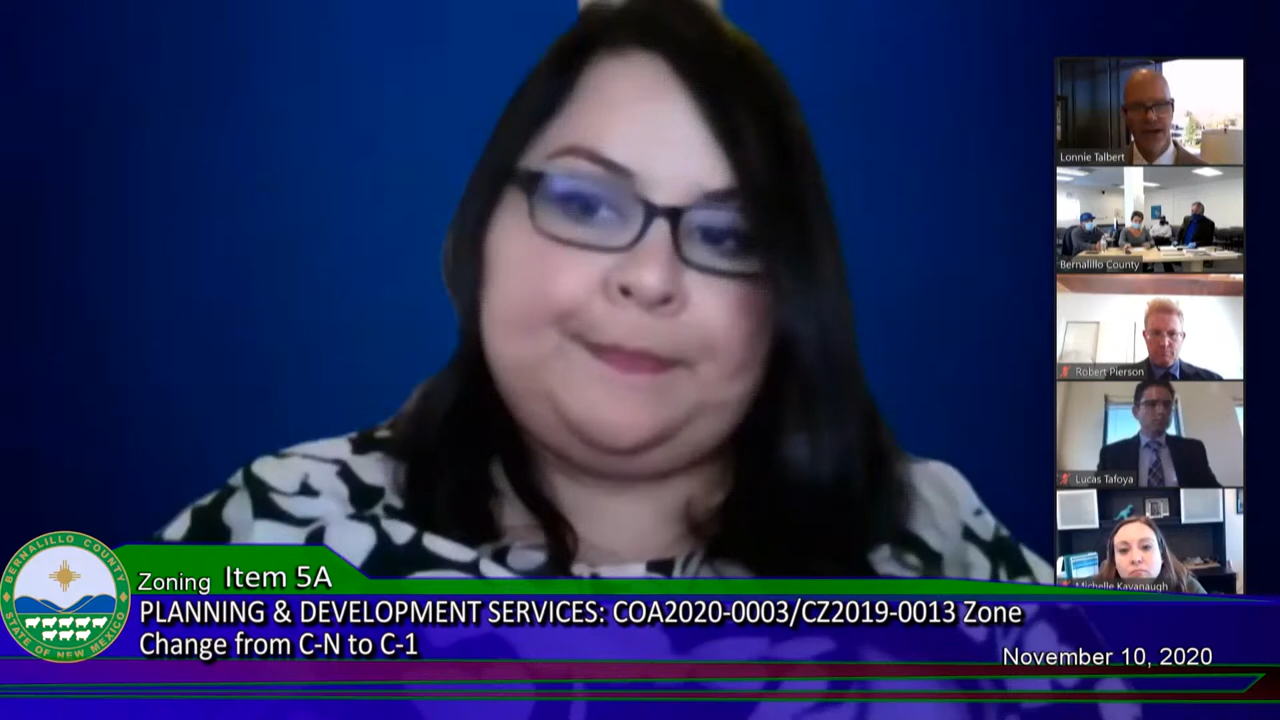 Lonnie Talbert
Bernalillo County
Robert Pierson
Lucas Tafoya
Michelle Kavanaugh
BERNALILLO COUNTY
STATE OF NEW MEXICO
Zoning Item 5A
PLANNING & DEVELOPMENT SERVICES: COA2020-0003/CZ2019-0013 Zone
Change from C-N to C-1
November 10, 2020